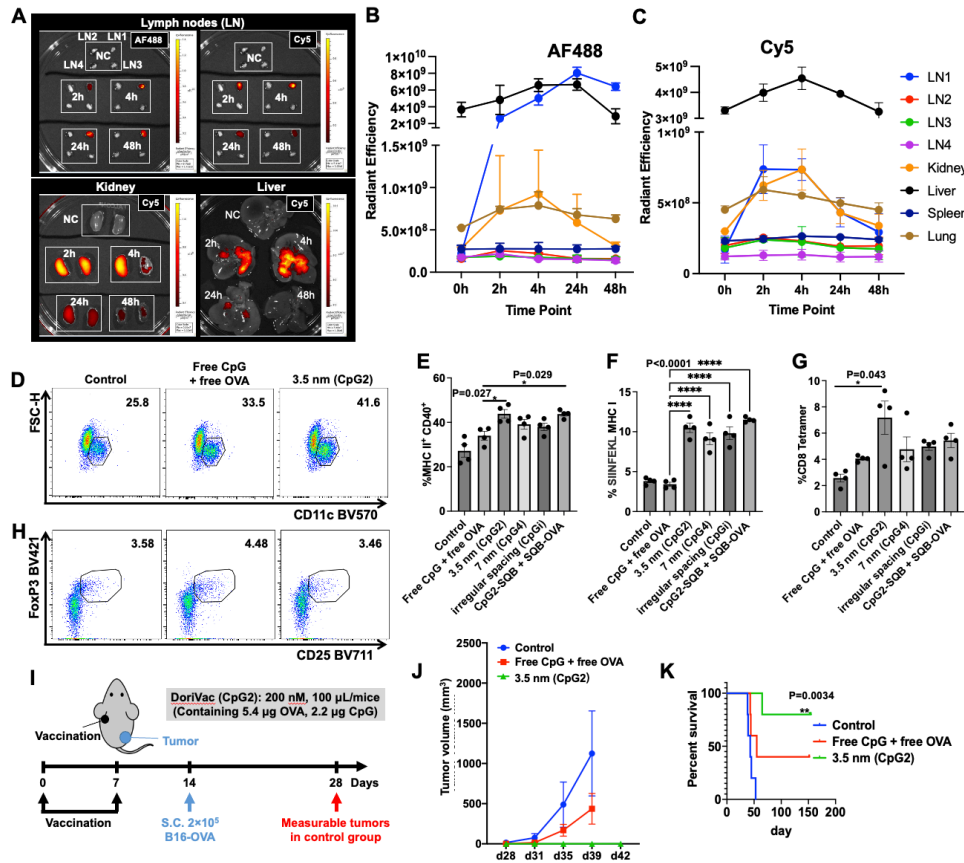 A
Lymph nodes (LN)
LN2 LN1
AF488
NC
LN4
LN3
2h
4h
24h
48h
Cy5
NC
2h
4h
24h
48h
Kidney
Cy5
NC
2h
4h
24h
48h
Liver
Cy5
NC
2h
4h
24h
48h
B
AF488
Radiant Efficiency
1×10¹⁰
8×10⁹
6×10⁹
4×10⁹
2×10⁹
1.5×10⁹
1.0×10⁹
5.0×10⁸
0.0
0h 2h 4h 24h 48h
Time Point
C
Cy5
Radiant Efficiency
5×10⁹
4×10⁹
3×10⁹
1×10⁹
5×10⁸
0
0h 2h 4h 24h 48h
Time Point
LN1
LN2
LN3
LN4
Kidney
Liver
Spleen
Lung
D
Control
Free CpG
+ free OVA
3.5 nm (CpG2)
FSC-H
25.8
33.5
41.6
CD11c BV570
E
P=0.029
*
P=0.027
*
%MHC II⁺ CD40⁺
60
40
20
0
Control
Free CpG + free OVA
3.5 nm (CpG2)
7 nm (CpG4)
irregular spacing (CpGi)
CpG2-SQB + SQB-OVA
F
P<0.0001
****
****
****
****
% SIINFEKL MHC I
15
10
5
0
Control
Free CpG + free OVA
3.5 nm (CpG2)
7 nm (CpG4)
irregular spacing (CpGi)
CpG2-SQB + SQB-OVA
G
P=0.043
*
%CD8 Tetramer
10
8
6
4
2
0
Control
Free CpG + free OVA
3.5 nm (CpG2)
7 nm (CpG4)
irregular spacing (CpGi)
CpG2-SQB + SQB-OVA
H
FoxP3 BV421
3.58
4.48
3.46
CD25 BV711
I
DoriVac (CpG2): 200 nM, 100 µL/mice
(Containing 5.4 µg OVA, 2.2 µg CpG)
Vaccination
Tumor
0 7 14 28 Days
Vaccination
S.C. 2×10⁵
B16-OVA
Measurable tumors
in control group
J
Tumor volume (mm³)
2500
2000
1500
1000
500
0
d28 d31 d35 d39 d42
Control
Free CpG + free OVA
3.5 nm (CpG2)
K
Percent survival
100
50
0
0 50 100 150 200
day
P=0.0034
**
Control
Free CpG + free OVA
3.5 nm (CpG2)